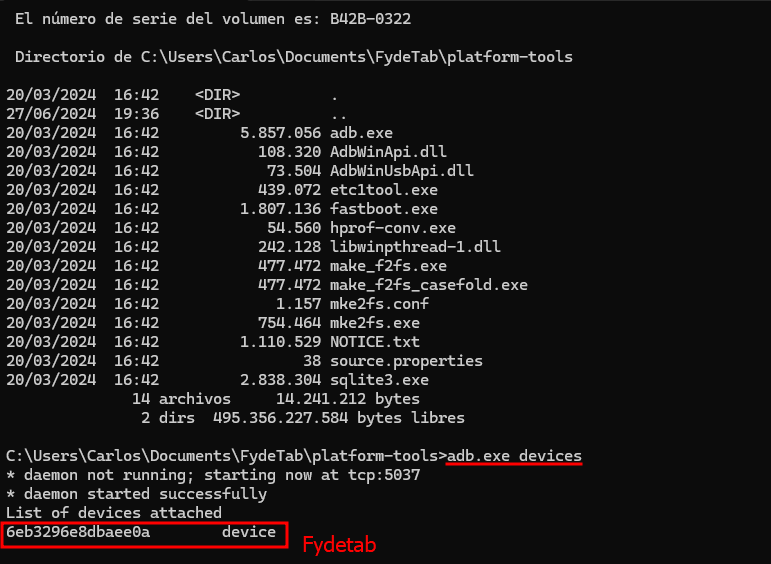 El número de serie del volumen es: B42B-0322
Directorio de C:\Users\Carlos\Documents\FydeTab\platform-tools
20/03/2024  16:42    <DIR>          .
27/06/2024  19:36    <DIR>          ..
20/03/2024  16:42         5.857.056 adb.exe
20/03/2024  16:42           108.320 AdbWinApi.dll
20/03/2024  16:42            73.504 AdbWinUsbApi.dll
20/03/2024  16:42           439.072 etc1tool.exe
20/03/2024  16:42         1.807.136 fastboot.exe
20/03/2024  16:42            54.560 hprof-conv.exe
20/03/2024  16:42           242.128 libwinpthread-1.dll
20/03/2024  16:42           477.472 make_f2fs.exe
20/03/2024  16:42           477.472 make_f2fs_casefold.exe
20/03/2024  16:42             1.157 mke2fs.conf
20/03/2024  16:42           754.464 mke2fs.exe
20/03/2024  16:42         1.110.529 NOTICE.txt
20/03/2024  16:42                38 source.properties
20/03/2024  16:42         2.838.304 sqlite3.exe
14 archivos     14.241.212 bytes
2 dirs  495.356.227.584 bytes libres
C:\Users\Carlos\Documents\FydeTab\platform-tools>adb.exe devices
* daemon not running; starting now at tcp:5037
* daemon started successfully
List of devices attached
6eb3296e8dbaee0a        device
Fydetab